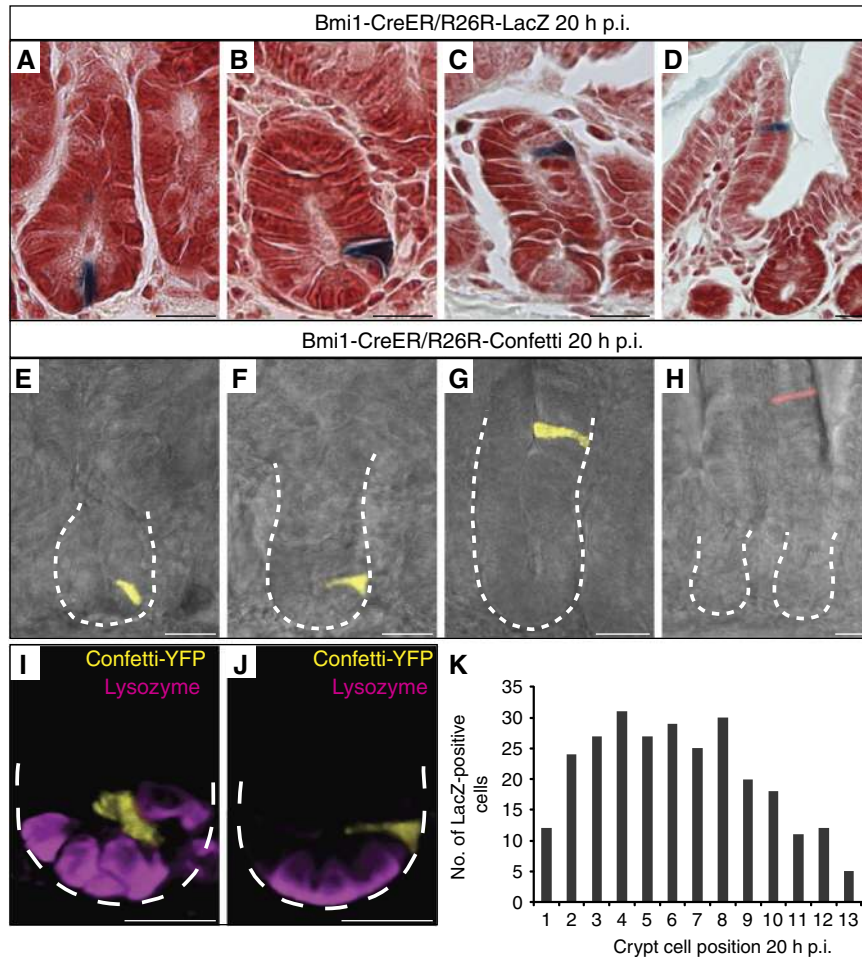 Bmi1-CreER/R26R-LacZ 20 h p.i.
A
B
C
D
Bmi1-CreER/R26R-Confetti 20 h p.i.
E
F
G
H
I
Confetti-YFP
Lysozyme
J
Confetti-YFP
Lysozyme
K
No. of LacZ-positive
cells
35
30
25
20
15
10
5
0
1 2 3 4 5 6 7 8 9 10 11 12 13
Crypt cell position 20 h p.i.